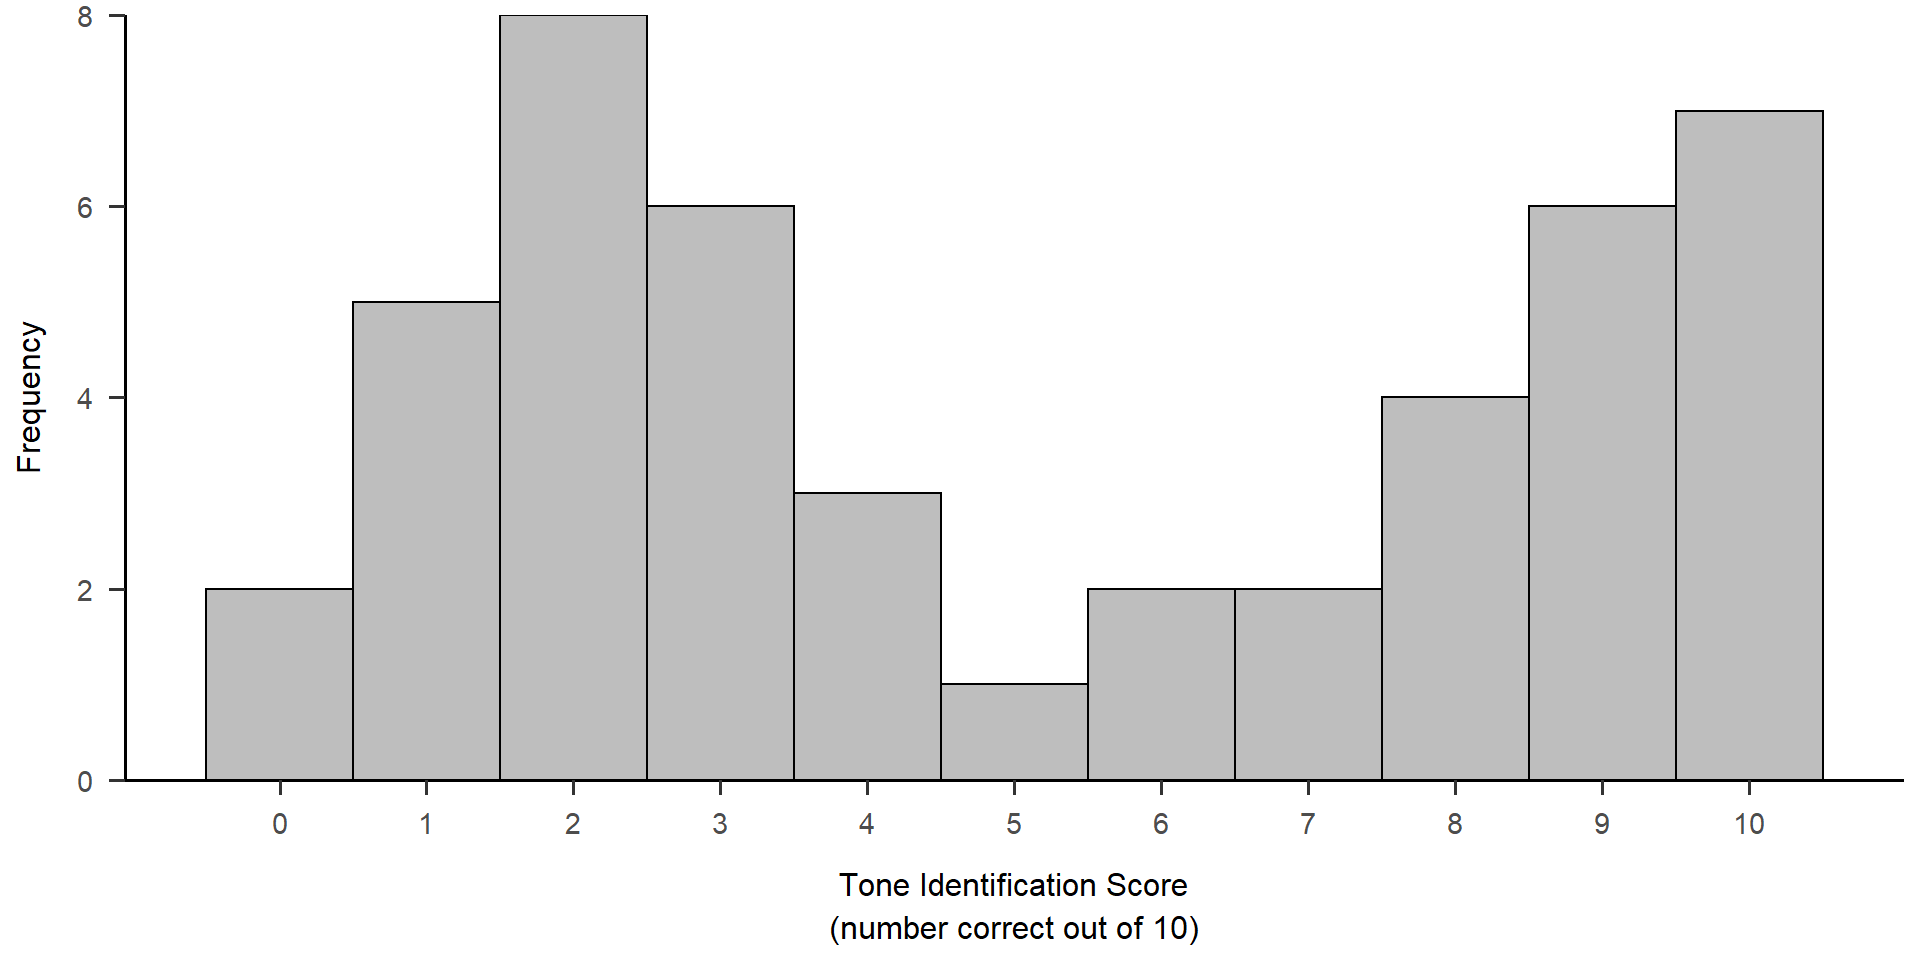 8
6
4
2
0
Frequency
0 1 2 3 4 5 6 7 8 9 10
Tone Identification Score
(number correct out of 10)